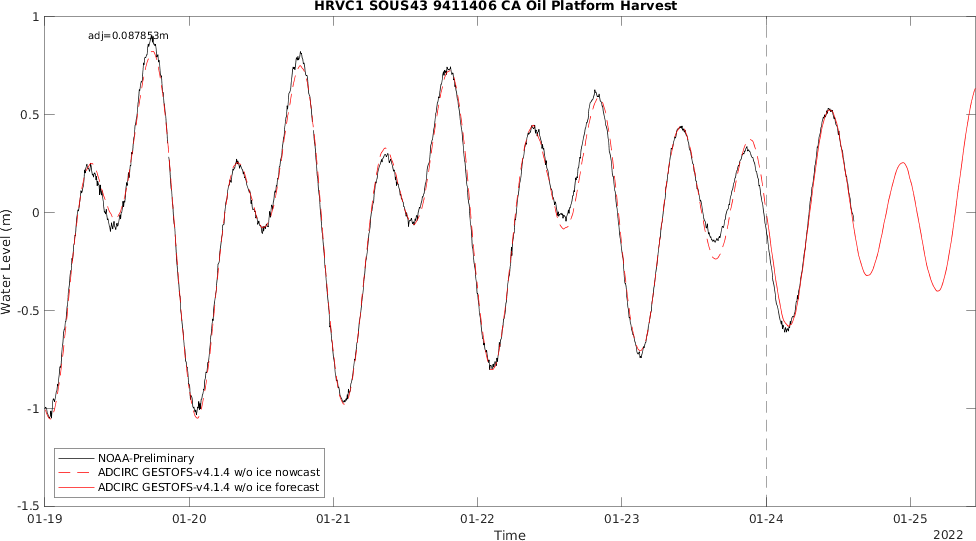 HRVC1 SOUS43 9411406 CA Oil Platform Harvest
adj=0.087853m
1
0.5
0
-0.5
-1
-1.5
Water Level (m)
NOAA-Preliminary
ADCIRC GESTOFS-v4.1.4 w/o ice nowcast
ADCIRC GESTOFS-v4.1.4 w/o ice forecast
01-19 01-20 01-21 01-22 01-23 01-24 01-25
Time
2022